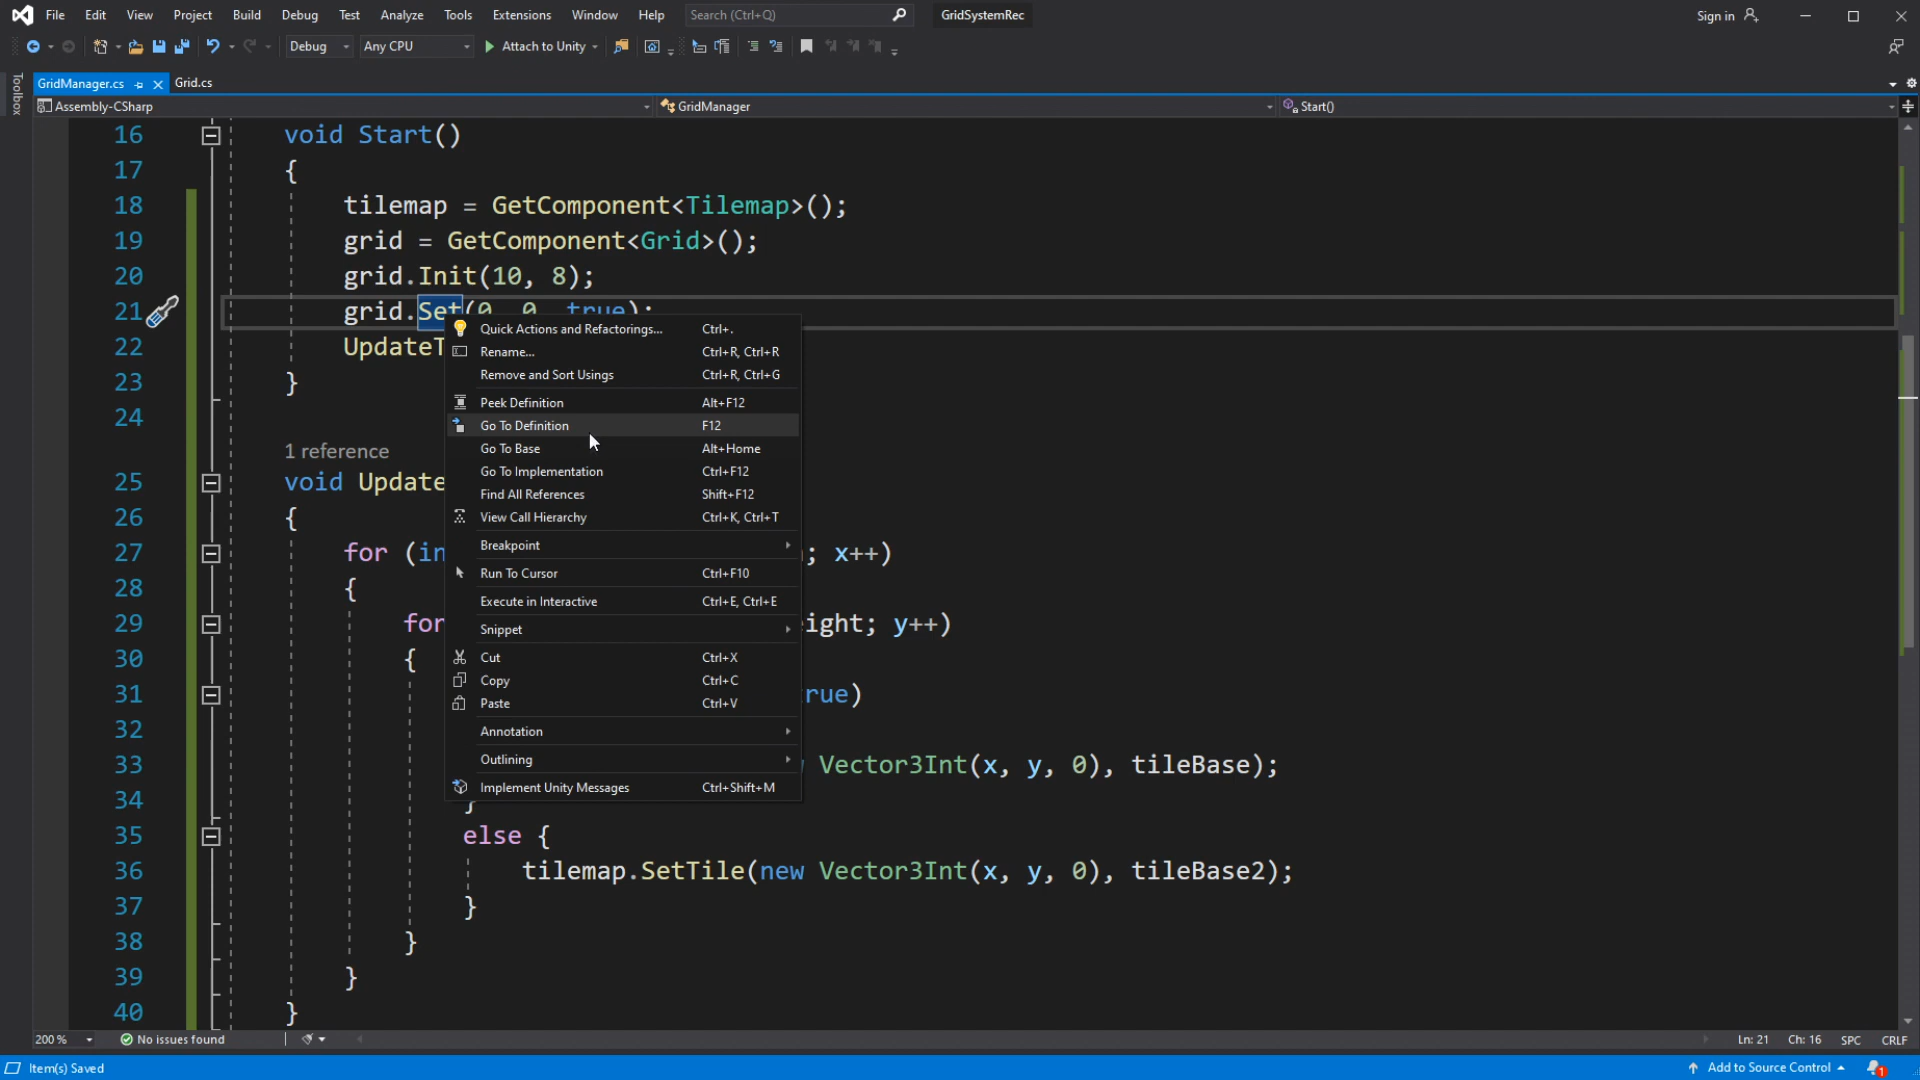 File Edit View Project Build Debug Test Analyze Tools Extensions Window Help Search (Ctrl+Q) GridSystemRec Sign in
Debug Any CPU Attach to Unity
Toolbox
GridManager.cs Grid.cs
Assembly-CSharp GridManager Start()
16 void Start()
17 {
18 tilemap = GetComponent<Tilemap>();
19 grid = GetComponent<Grid>();
20 grid.Init(10, 8);
21 grid.Set(0, 0, true);
22 UpdateT
23 }
24
1 reference
25 void Update
26 {
27 for (in ; x++)
28 {
29 for ight; y++)
30 {
31 rue)
32
33 Vector3Int(x, y, 0), tileBase);
34 }
35 else {
36 tilemap.SetTile(new Vector3Int(x, y, 0), tileBase2);
37 }
38 }
39 }
40 }
Quick Actions and Refactorings... Ctrl+.
Rename... Ctrl+R, Ctrl+R
Remove and Sort Usings Ctrl+R, Ctrl+G
Peek Definition Alt+F12
Go To Definition F12
Go To Base Alt+Home
Go To Implementation Ctrl+F12
Find All References Shift+F12
View Call Hierarchy Ctrl+K, Ctrl+T
Breakpoint
Run To Cursor Ctrl+F10
Execute in Interactive Ctrl+E, Ctrl+E
Snippet
Cut Ctrl+X
Copy Ctrl+C
Paste Ctrl+V
Annotation
Outlining
Implement Unity Messages Ctrl+Shift+M
200 % No issues found Ln: 21 Ch: 16 SPC CRLF
Item(s) Saved Add to Source Control 1